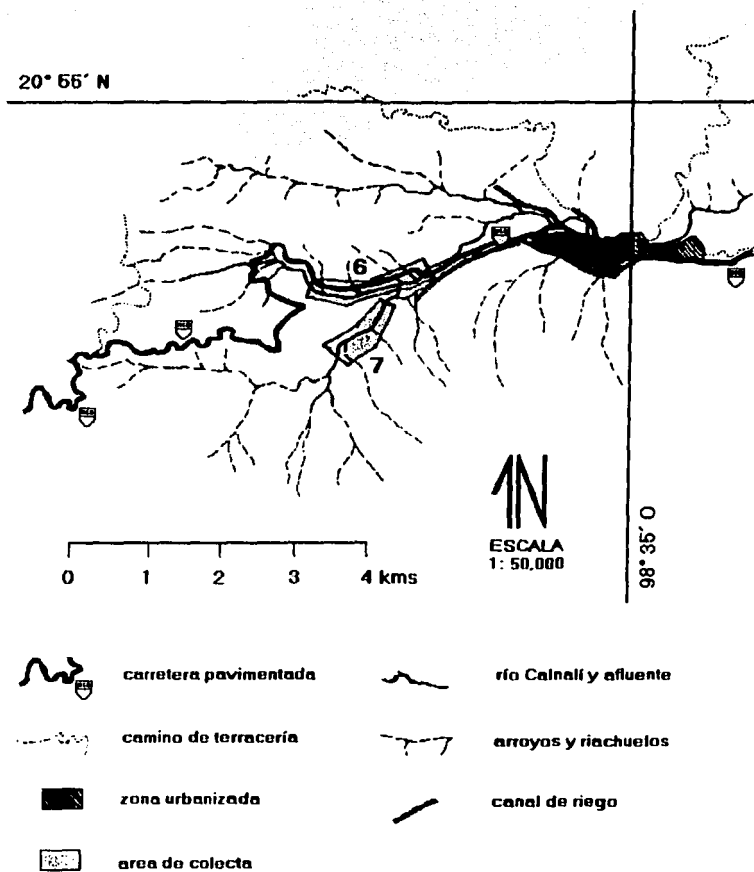 20° 55´ N
6
7
98° 35´ O
N
ESCALA
1: 50,000
0 1 2 3 4 kms
carretera pavimentada
río Calnalí y afluente
camino de terracería
arroyos y riachuelos
zona urbanizada
canal de riego
area de colecta